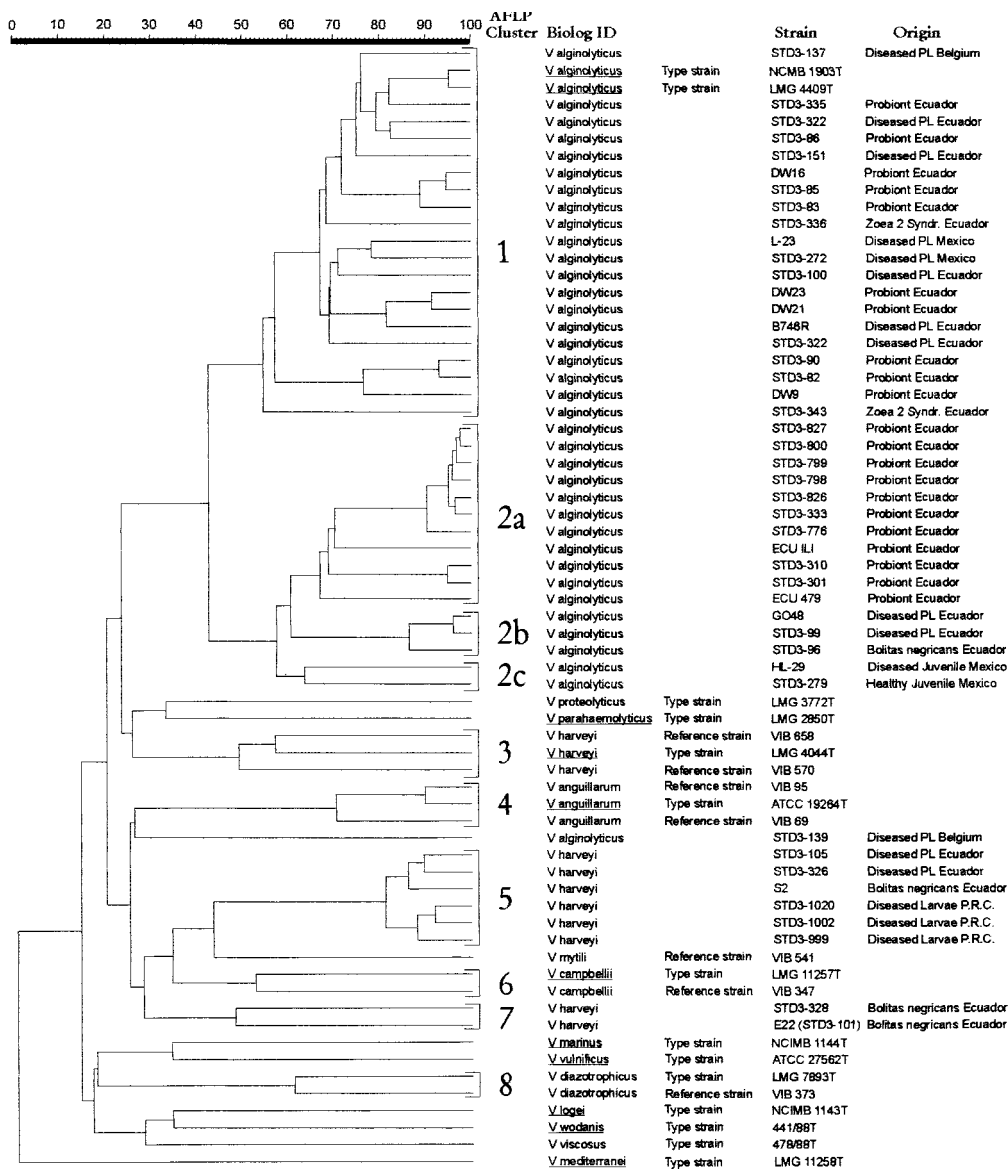 0 10 20 30 40 50 60 70 80 90 100
AFLP
Cluster Biolog ID Strain Origin
V alginolyticus STD3-137 Diseased PL Belgium
V alginolyticus Type strain NCMB 1903T
V alginolyticus Type strain LMG 4409T
V alginolyticus STD3-335 Probiont Ecuador
V alginolyticus STD3-322 Diseased PL Ecuador
V alginolyticus STD3-86 Probiont Ecuador
V alginolyticus STD3-151 Diseased PL Ecuador
V alginolyticus DW16 Probiont Ecuador
V alginolyticus STD3-85 Probiont Ecuador
V alginolyticus STD3-83 Probiont Ecuador
V alginolyticus STD3-336 Zoea 2 Syndr. Ecuador
1 V alginolyticus L-23 Diseased PL Mexico
V alginolyticus STD3-272 Diseased PL Mexico
V alginolyticus STD3-100 Diseased PL Ecuador
V alginolyticus DW23 Probiont Ecuador
V alginolyticus DW21 Probiont Ecuador
V alginolyticus B746R Diseased PL Ecuador
V alginolyticus STD3-322 Diseased PL Ecuador
V alginolyticus STD3-90 Probiont Ecuador
V alginolyticus STD3-82 Probiont Ecuador
V alginolyticus DW9 Probiont Ecuador
V alginolyticus STD3-343 Zoea 2 Syndr. Ecuador
V alginolyticus STD3-827 Probiont Ecuador
V alginolyticus STD3-800 Probiont Ecuador
V alginolyticus STD3-799 Probiont Ecuador
V alginolyticus STD3-798 Probiont Ecuador
V alginolyticus STD3-826 Probiont Ecuador
2a V alginolyticus STD3-333 Probiont Ecuador
V alginolyticus STD3-776 Probiont Ecuador
V alginolyticus ECU ILI Probiont Ecuador
V alginolyticus STD3-310 Probiont Ecuador
V alginolyticus STD3-301 Probiont Ecuador
V alginolyticus ECU 479 Probiont Ecuador
V alginolyticus GO48 Diseased PL Ecuador
2b V alginolyticus STD3-99 Diseased PL Ecuador
V alginolyticus STD3-96 Bolitas negricans Ecuador
V alginolyticus HL-29 Diseased Juvenile Mexico
2c V alginolyticus STD3-279 Healthy Juvenile Mexico
V proteolyticus Type strain LMG 3772T
V parahaemolyticus Type strain LMG 2850T
V harveyi Reference strain VIB 658
3 V harveyi Type strain LMG 4044T
V harveyi Reference strain VIB 570
V anguillarum Reference strain VIB 95
4 V anguillarum Type strain ATCC 19264T
V anguillarum Reference strain VIB 69
V alginolyticus STD3-139 Diseased PL Belgium
V harveyi STD3-105 Diseased PL Ecuador
V harveyi STD3-326 Diseased PL Ecuador
5 V harveyi S2 Bolitas negricans Ecuador
V harveyi STD3-1020 Diseased Larvae P.R.C.
V harveyi STD3-1002 Diseased Larvae P.R.C.
V harveyi STD3-999 Diseased Larvae P.R.C.
V mytili Reference strain VIB 541
6 V campbellii Type strain LMG 11257T
V campbellii Reference strain VIB 347
7 V harveyi STD3-328 Bolitas negricans Ecuador
V harveyi E22 (STD3-101) Bolitas negricans Ecuador
V marinus Type strain NCIMB 1144T
V vulnificus Type strain ATCC 27562T
8 V diazotrophicus Type strain LMG 7893T
V diazotrophicus Reference strain VIB 373
V logei Type strain NCIMB 1143T
V wodanis Type strain 441/88T
V viscosus Type strain 478/88T
V mediterranei Type strain LMG 11258T